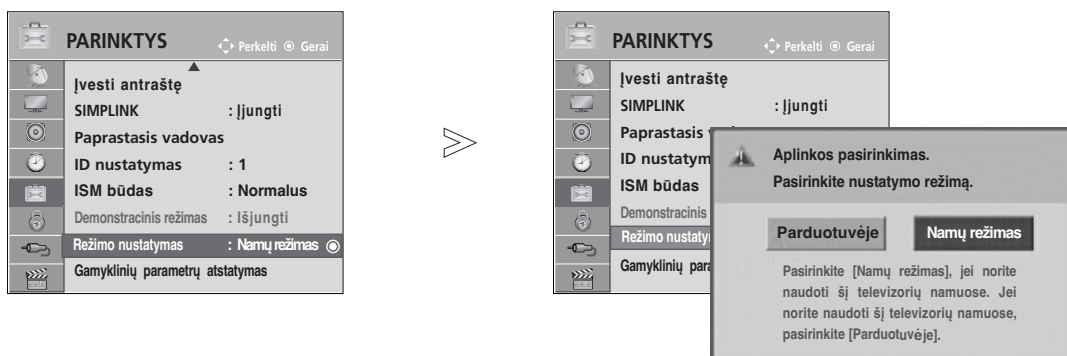 PARINKTYS
Perkelti Gerai
Įvesti antraštę
SIMPLINK : Įjungti
Paprastasis vadovas
ID nustatymas : 1
ISM būdas : Normalus
Demonstracinis režimas : Išjungti
Režimo nustatymas : Namų režimas
Gamyklinių parametrų atstatymas
>
PARINKTYS
Perkelti Gerai
Įvesti antraštę
SIMPLINK : Įjungti
Paprastasis
ID nustatym
ISM būdas
Demonstracinis
Režimo nustaty
Gamyklinių para
Aplinkos pasirinkimas.
Pasirinkite nustatymo režimą.
Parduotuvėje
Namų režimas
Pasirinkite [Namų režimas], jei norite
naudoti šį televizorių namuose. Jei
norite naudoti šį televizorių namuose,
pasirinkite [Parduotuvėje].